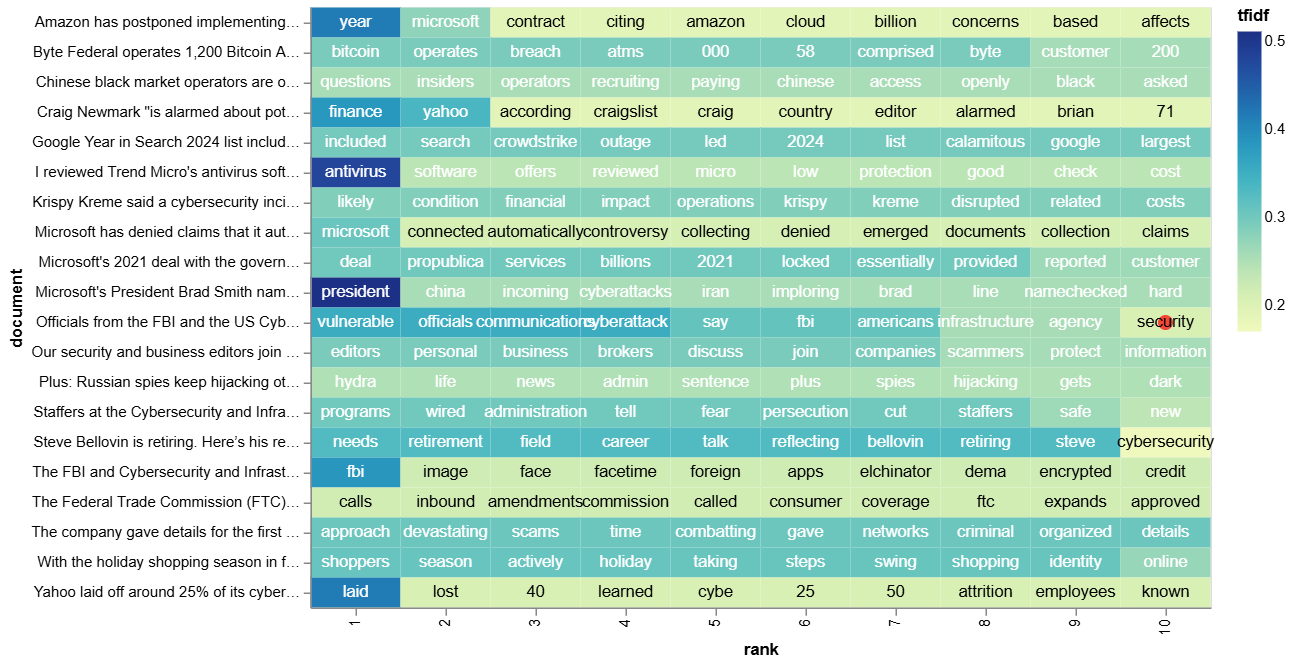 tfidf
Amazon has postponed implementing… year microsoft contract citing amazon cloud billion concerns based affects
Byte Federal operates 1,200 Bitcoin A… bitcoin operates breach atms 000 58 comprised byte customer 200
Chinese black market operators are o… questions insiders operators recruiting paying chinese access openly black asked
Craig Newmark "is alarmed about pot… finance yahoo according craigslist craig country editor alarmed brian 71
Google Year in Search 2024 list includ… included search crowdstrike outage led 2024 list calamitous google largest
I reviewed Trend Micro's antivirus soft… antivirus software offers reviewed micro low protection good check cost
Krispy Kreme said a cybersecurity inci… likely condition financial impact operations krispy kreme disrupted related costs
Microsoft has denied claims that it aut… microsoft connected automatically controversy collecting denied emerged documents collection claims
Microsoft's 2021 deal with the govern… deal propublica services billions 2021 locked essentially provided reported customer
Microsoft's President Brad Smith nam… president china incoming cyberattacks iran imploring brad line namechecked hard
Officials from the FBI and the US Cyb… vulnerable officials communications cyberattack say fbi americans infrastructure agency security
Our security and business editors join … editors personal business brokers discuss join companies scammers protect information
Plus: Russian spies keep hijacking ot… hydra life news admin sentence plus spies hijacking gets dark
Staffers at the Cybersecurity and Infra… programs wired administration tell fear persecution cut staffers safe new
Steve Bellovin is retiring. Here’s his re… needs retirement field career talk reflecting bellovin retiring steve cybersecurity
The FBI and Cybersecurity and Infrast… fbi image face facetime foreign apps elchinator dema encrypted credit
The Federal Trade Commission (FTC)… calls inbound amendments commission called consumer coverage ftc expands approved
The company gave details for the first … approach devastating scams time combatting gave networks criminal organized details
With the holiday shopping season in f… shoppers season actively holiday taking steps swing shopping identity online
Yahoo laid off around 25% of its cyber… laid lost 40 learned cybe 25 50 attrition employees known
1 2 3 4 5 6 7 8 9 10
rank
document
0.5
0.4
0.3
0.2